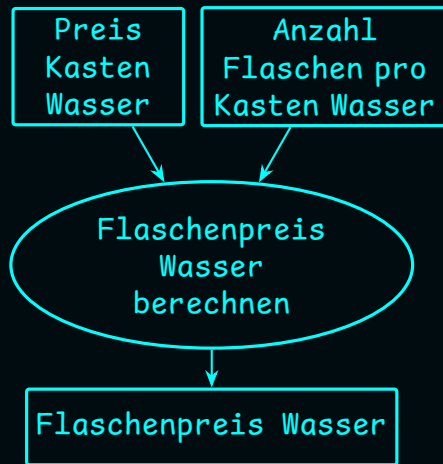 Preis
Kasten
Wasser
Anzahl
Flaschen pro
Kasten Wasser
Flaschenpreis
Wasser
berechnen
Flaschenpreis Wasser